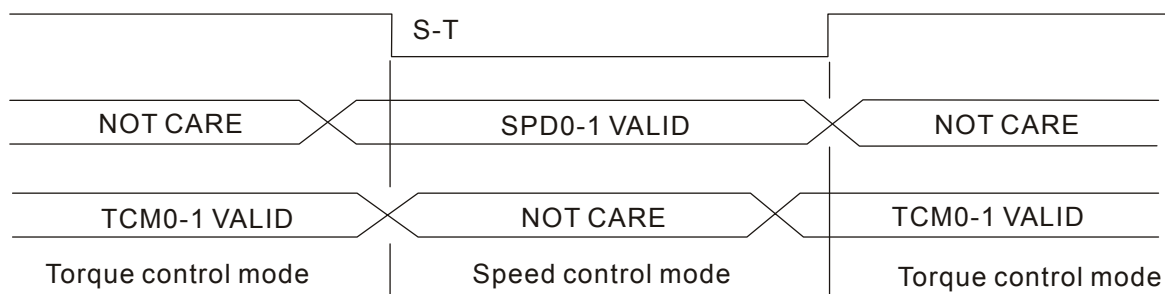 S-T
NOT CARE SPD0-1 VALID NOT CARE
TCM0-1 VALID NOT CARE TCM0-1 VALID
Torque control mode Speed control mode Torque control mode